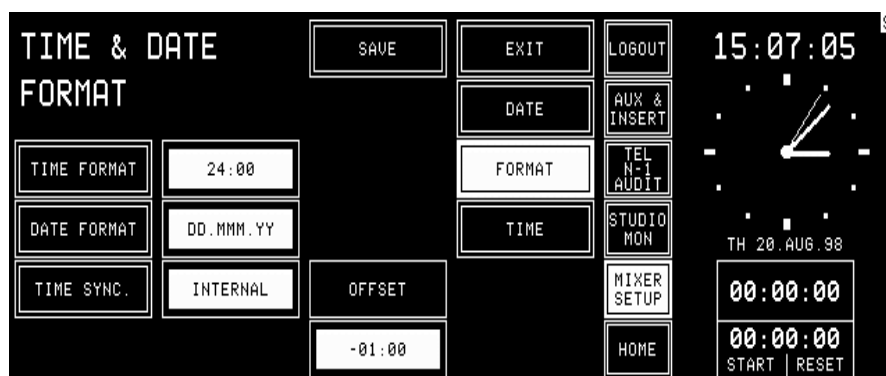 TIME & DATE
FORMAT
SAVE
EXIT
LOGOUT
15:07:05
DATE
AUX &
INSERT
TIME FORMAT
24:00
FORMAT
TEL
N-1
AUDIT
DATE FORMAT
DD.MMM.YY
TIME
STUDIO
MON
TH 20.AUG.98
TIME SYNC.
INTERNAL
OFFSET
MIXER
SETUP
00:00:00
-01:00
HOME
00:00:00
START | RESET